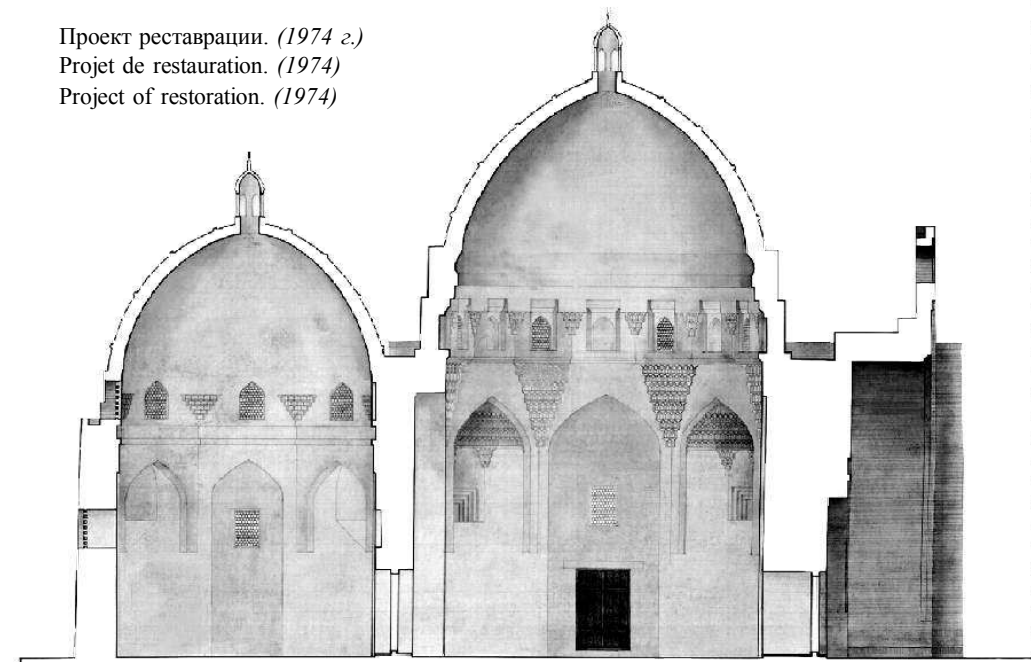 Проект реставрации. (1974 г.)
Projet de restauration. (1974)
Project of restoration. (1974)